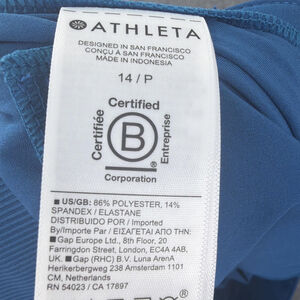 ATHLETA
DESIGNED IN SAN FRANCISCO
CONÇU À SAN FRANCISCO
MADE IN INDONESIA
14 / P
Certified
Certifiée
B
Entreprise
Corporation
■ US/GB: 86% POLYESTER, 14%
SPANDEX / ELASTANE
DISTRIBUIDO POR / Imported
By/Importe Par / ΕΙΣΑΓΕΤΑΙ ΑΠΟ ΤΗΝ/
■ Gap Europe Ltd., 8th Floor, 20
Farringdon Street, London, EC4A 4AB,
UK. ■ Gap (RHC) B.V. Luna ArenA
Herikerbergweg 238 Amsterdam 1101
CM, Netherlands
RN 54023 / CA 17897